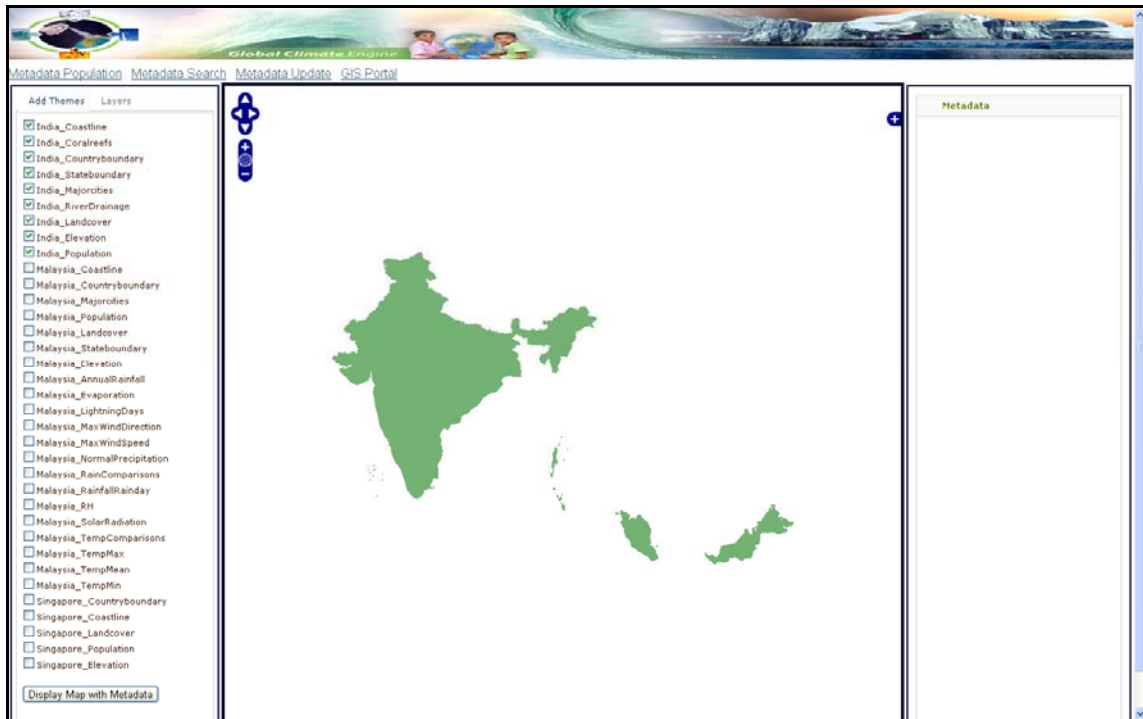 Global Climate Engine
Metadata Population Metadata Search Metadata Update GIS Portal
Add Themes Layers
India_Coastline
India_Coralreefs
India_Countryboundary
India_Stateboundary
India_Majorcities
India_RiverDrainage
India_Landcover
India_Elevation
India_Population
Malaysia_Coastline
Malaysia_Countryboundary
Malaysia_Majorcities
Malaysia_Population
Malaysia_Landcover
Malaysia_Stateboundary
Malaysia_Elevation
Malaysia_AnnualRainfall
Malaysia_Evaporation
Malaysia_LightningDays
Malaysia_MaxWindDirection
Malaysia_MaxWindSpeed
Malaysia_NormalPrecipitation
Malaysia_RainComparisons
Malaysia_RainfallRainday
Malaysia_RH
Malaysia_SolarRadiation
Malaysia_TempComparisons
Malaysia_TempMax
Malaysia_TempMean
Malaysia_TempMin
Singapore_Countryboundary
Singapore_Coastline
Singapore_Landcover
Singapore_Population
Singapore_Elevation
Display Map with Metadata
Metadata